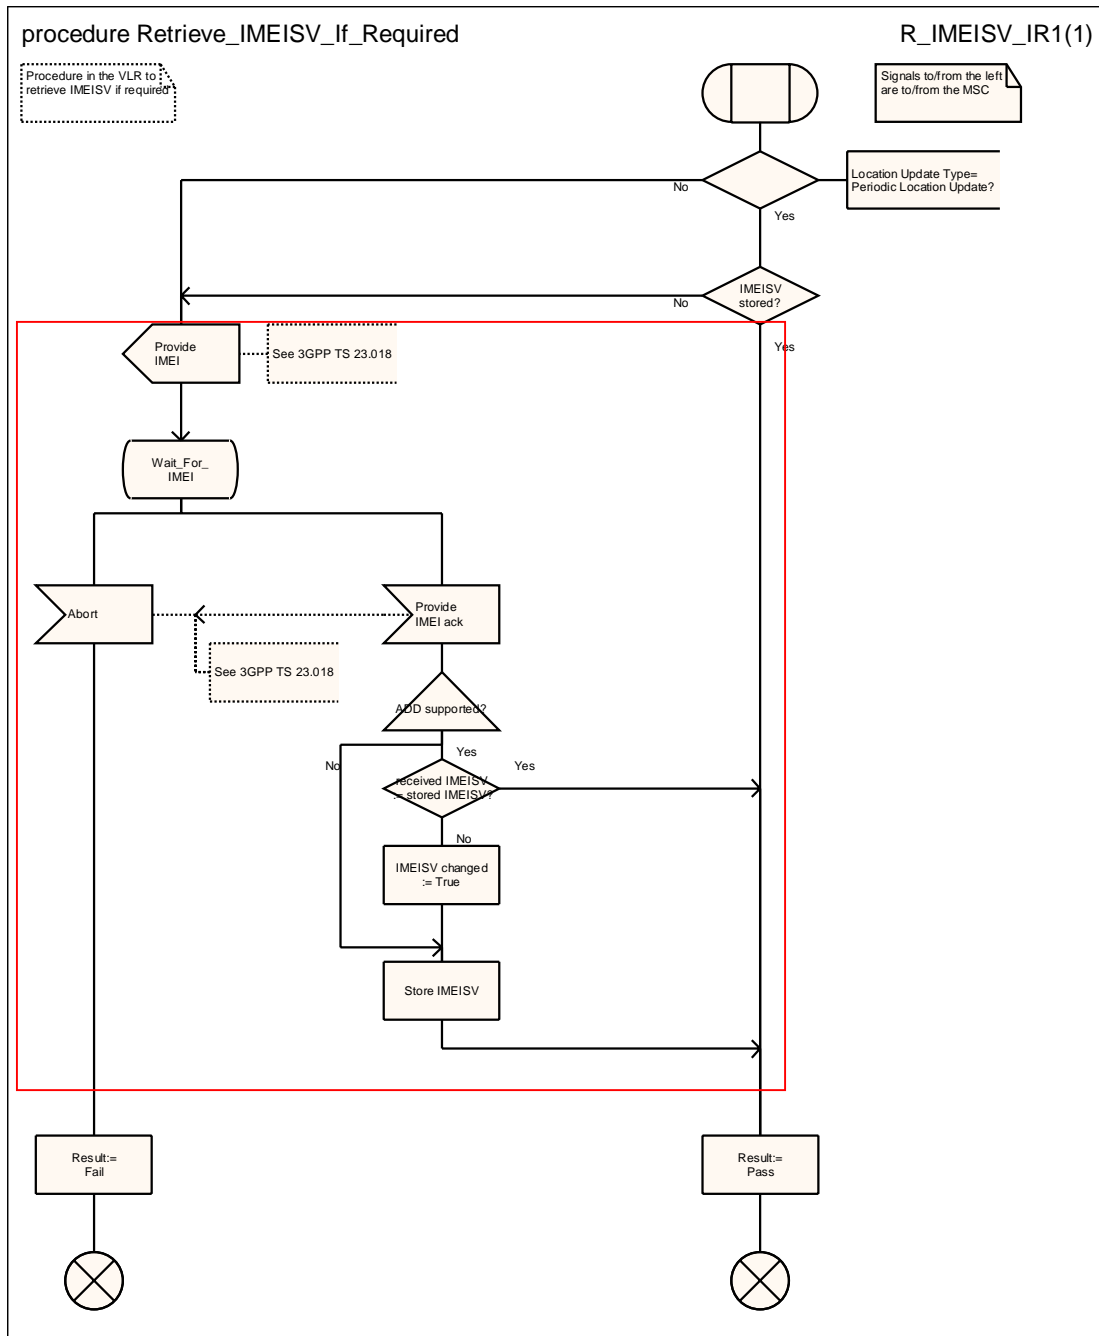 procedure Retrieve_IMEISV_If_Required
R_IMEISV_IR1(1)
Procedure in the VLR to
retrieve IMEISV if required
Signals to/from the left
are to/from the MSC
Location Update Type=
Periodic Location Update?
No
Yes
IMEISV
stored?
No
Yes
Provide
IMEI
See 3GPP TS 23.018
Wait_For_
IMEI
Abort
Provide
IMEI ack
See 3GPP TS 23.018
ADD supported?
Yes
No
Yes
received IMEISV
:= stored IMEISV?
No
IMEISV changed
:= True
Store IMEISV
Result:=
Fail
Result:=
Pass